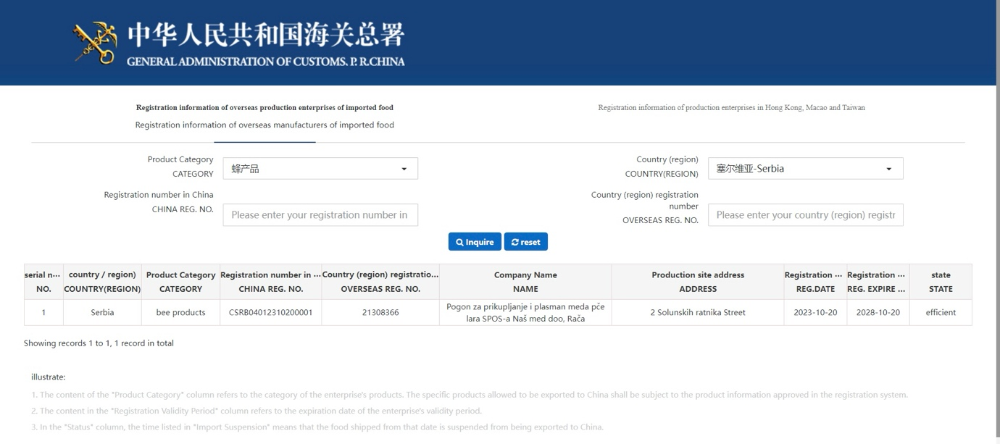 中华人民共和国海关总署
GENERAL ADMINISTRATION OF CUSTOMS. P. R.CHINA
Registration information of overseas production enterprises of imported food
Registration information of overseas manufacturers of imported food
Registration information of production enterprises in Hong Kong, Macao and Taiwan
Product Category
CATEGORY
蜂产品
Country (region)
COUNTRY(REGION)
塞尔维亚-Serbia
Registration number in China
CHINA REG. NO.
Please enter your registration number in
Country (region) registration
number
OVERSEAS REG. NO.
Please enter your country (region) registr
Inquire
reset
serial n... country / region) Product Category Registration number in ... Country (region) registratio... Company Name Production site address Registration ... Registration ... state
NO. COUNTRY(REGION) CATEGORY CHINA REG. NO. OVERSEAS REG. NO. NAME ADDRESS REG.DATE REG. EXPIRE ... STATE
1 Serbia bee products CSRB04012310200001 21308366 Pogon za prikupljanje i plasman meda pče
lara SPOS-a Naš med doo, Rača 2 Solunskih ratnika Street 2023-10-20 2028-10-20 efficient
Showing records 1 to 1, 1 record in total
illustrate:
1. The content of the "Product Category" column refers to the category of the enterprise's products. The specific products allowed to be exported to China shall be subject to the product information approved in the registration system.
2. The content in the "Registration Validity Period" column refers to the expiration date of the enterprise's validity period.
3. In the "Status" column, the time listed in "Import Suspension" means that the food shipped from that date is suspended from being exported to China.